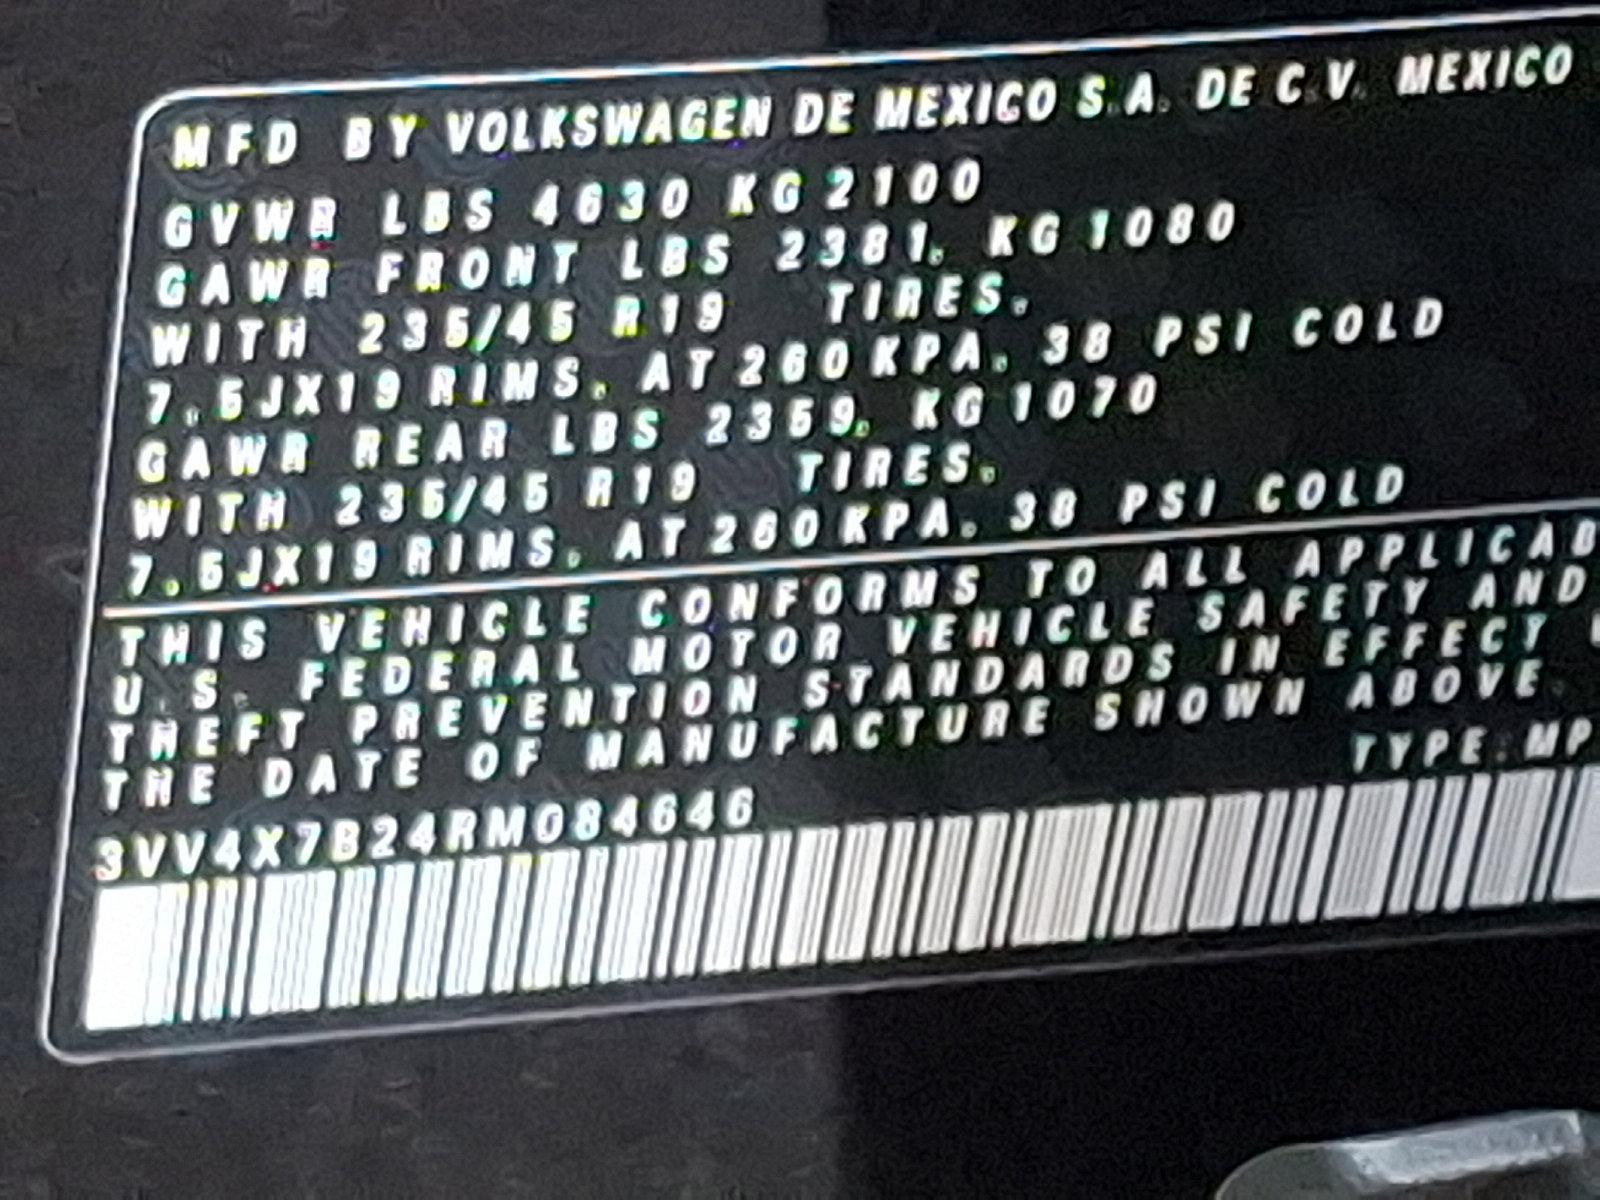 MFD BY VOLKSWAGEN DE MEXICO S.A. DE C.V. MEXICO
GVWR LBS 4630 KG 2100
GAWR FRONT LBS 2381. KG 1080
WITH 235/45 R19 TIRES.
7.5JX19 RIMS. AT 260 KPA. 38 PSI COLD
GAWR REAR LBS 2359. KG 1070
WITH 235/45 R19 TIRES.
7.5JX19 RIMS. AT 260 KPA. 38 PSI COLD
THIS VEHICLE CONFORMS TO ALL APPLICAB
U.S. FEDERAL MOTOR VEHICLE SAFETY AND
THEFT PREVENTION STANDARDS IN EFFECT
THE DATE OF MANUFACTURE SHOWN ABOVE.
TYPE:MP
3VV4X7B24RM084646